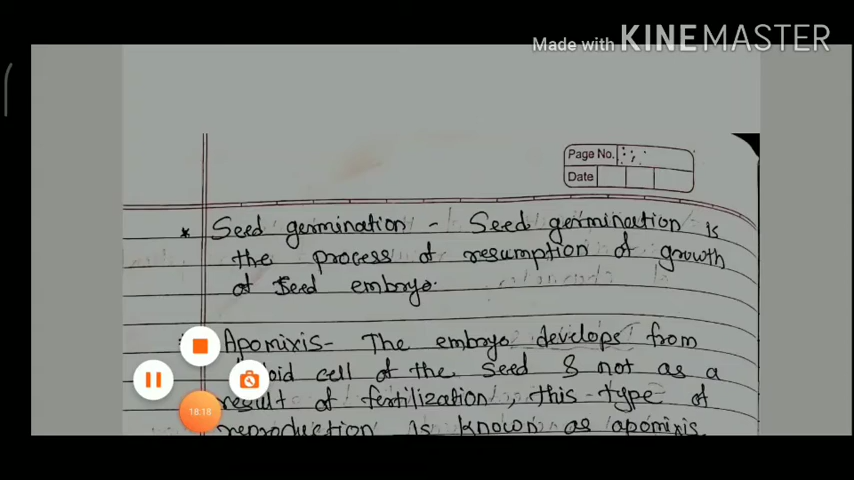 Made with KINEMASTER
Page No.
Date
* Seed germination - Seed germination is
the process of resumption of growth
of seed embryo.
Apomixis- The embryo develops from
oid cell of the seed & not as a
result of fertilization, this type of
reproduction is known as apomixis
18:18